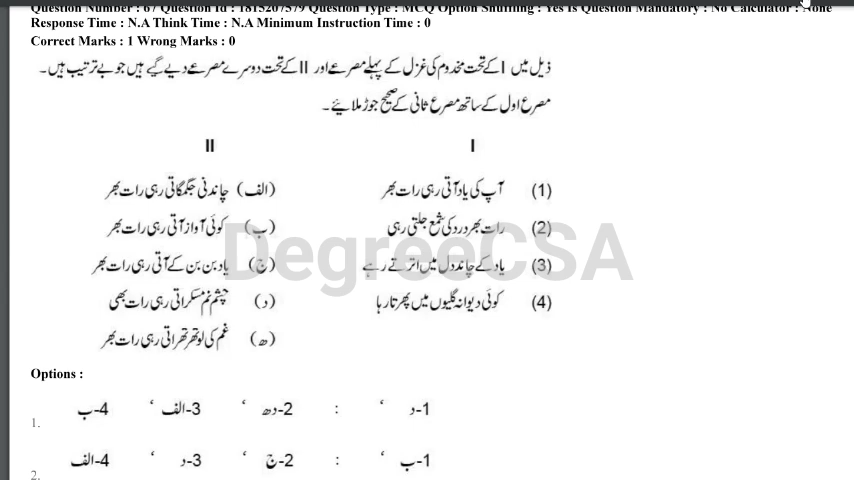 Question Number : 67 Question Id : 1815207579 Question Type : MCQ Option Shuffling : Yes Is Question Mandatory : No Calculator : None
Response Time : N.A Think Time : N.A Minimum Instruction Time : 0
Correct Marks : 1 Wrong Marks : 0
ذیل میں I کے تحت مخدوم کی غزل کے پہلے مصرعے اور II کے تحت دوسرے مصرعے دیے گیے ہیں جو بے ترتیب ہیں۔
مصرع اول کے ساتھ مصرع ثانی کے صحیح جوڑ ملایئے۔
I II
(1) آپ کی یاد آتی رہی رات بھر (الف) چاندنی جگمگاتی رہی رات بھر
(2) رات بھر درد کی شمع جلتی رہی (ب) کوئی آواز آتی رہی رات بھر
(3) یاد کے چاند دل میں اترتے رہے (ج) یاد بن بن کے آتی رہی رات بھر
(4) کوئی دیوانہ گلیوں میں پھرتا رہا (د) چشم نم مسکراتی رہی رات بھی
(ھ) غم کی لو تھرتھراتی رہی رات بھر
DegreeCSA
Options :
1-د ، : 2-دھ ، 3-الف ، 4-ب
1.
1-ب ، : 2-ج ، 3-د ، 4-الف
2.